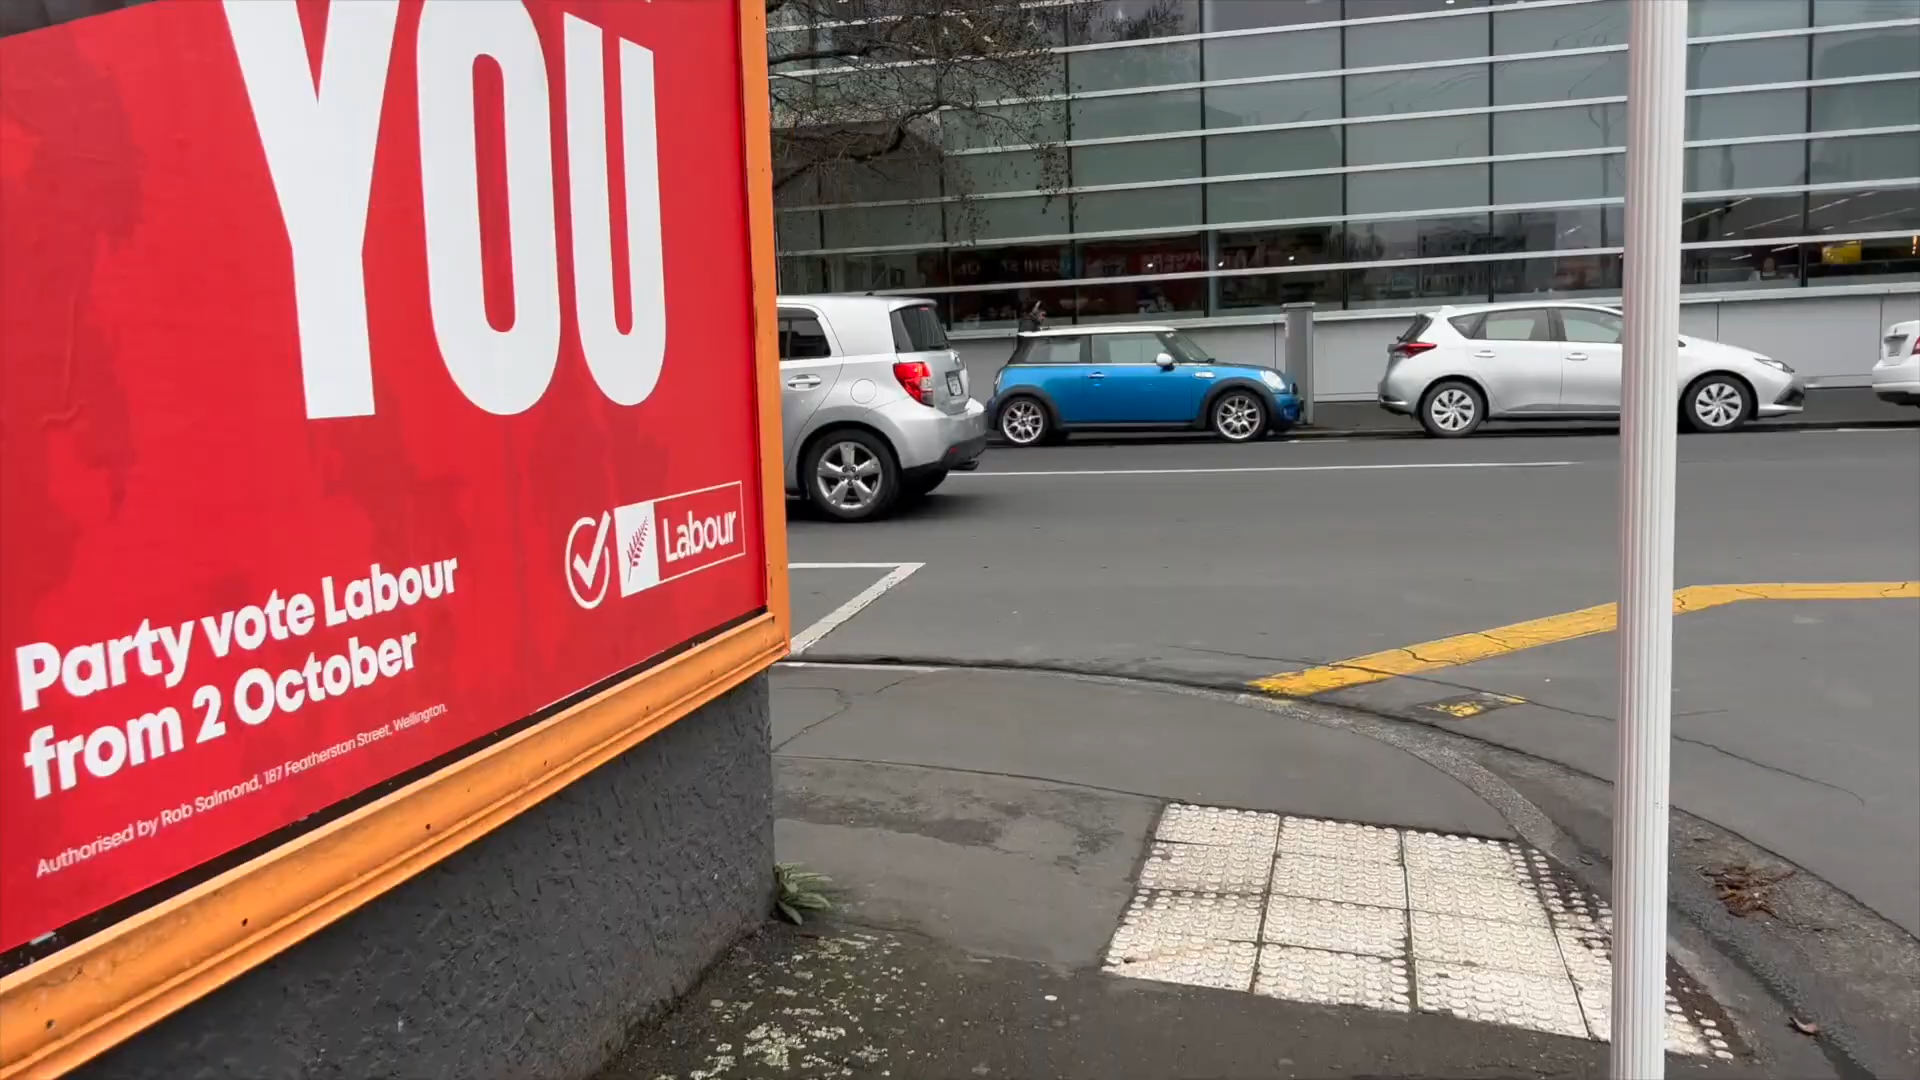 YOU
Labour
Party vote Labour
from 2 October
Authorised by Rob Salmond, 187 Featherston Street, Wellington.